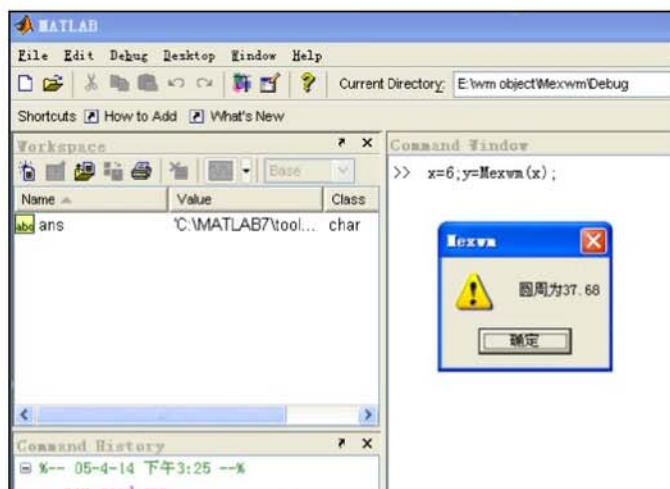 MATLAB
File Edit Debug Desktop Window Help
Current Directory: E:\wm object\Mexwm\Debug
Shortcuts How to Add What's New
Workspace
Base
Name Value Class
abc ans 'C:\MATLAB7\tool... char
Command Window
>> x=6;y=Mexwm(x);
Mexwm
圆周为37.68
确定
Command History
%-- 05-4-14 下午3:25 --%